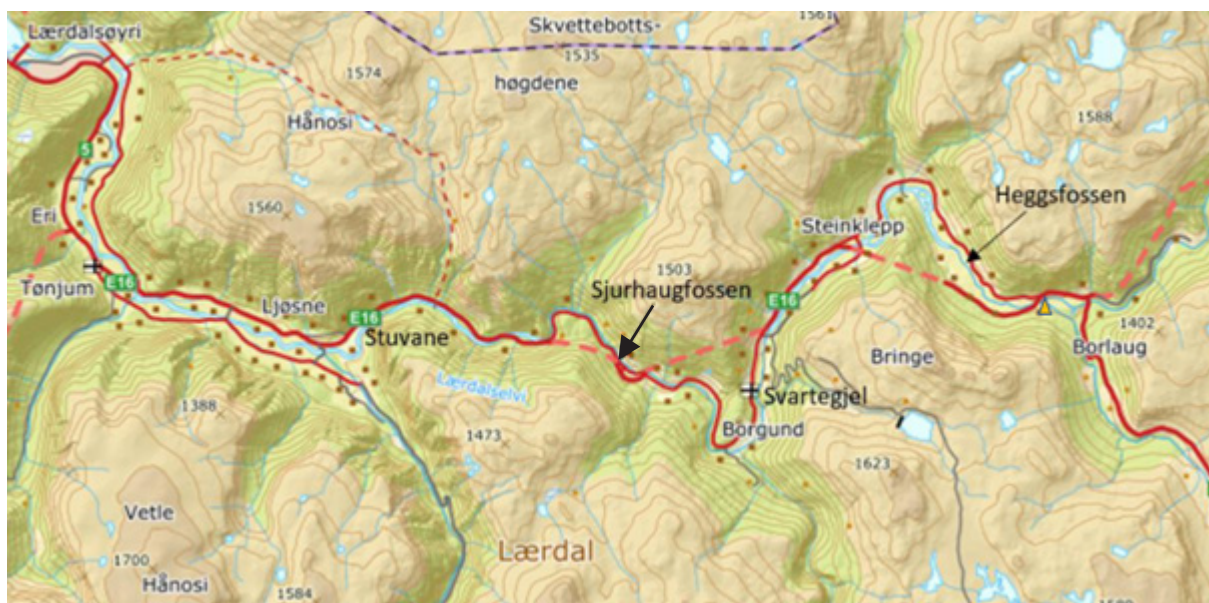 Skvettebotts-
1561
Lærdalsøyri
1535
1574
høgdene
Hånosi
1588
5
Heggsfossen
1560
Eri
Steinklepp
1503
Sjurhaugfossen
Tønjum
E16
Ljøsne
E16
E16
Stuvane
1402
Bringe
Borlaug
Lærdalselvi
Svartegjel
1388
1473
Borgund
1623
Vetle
Lærdal
1700
Hånosi
1584